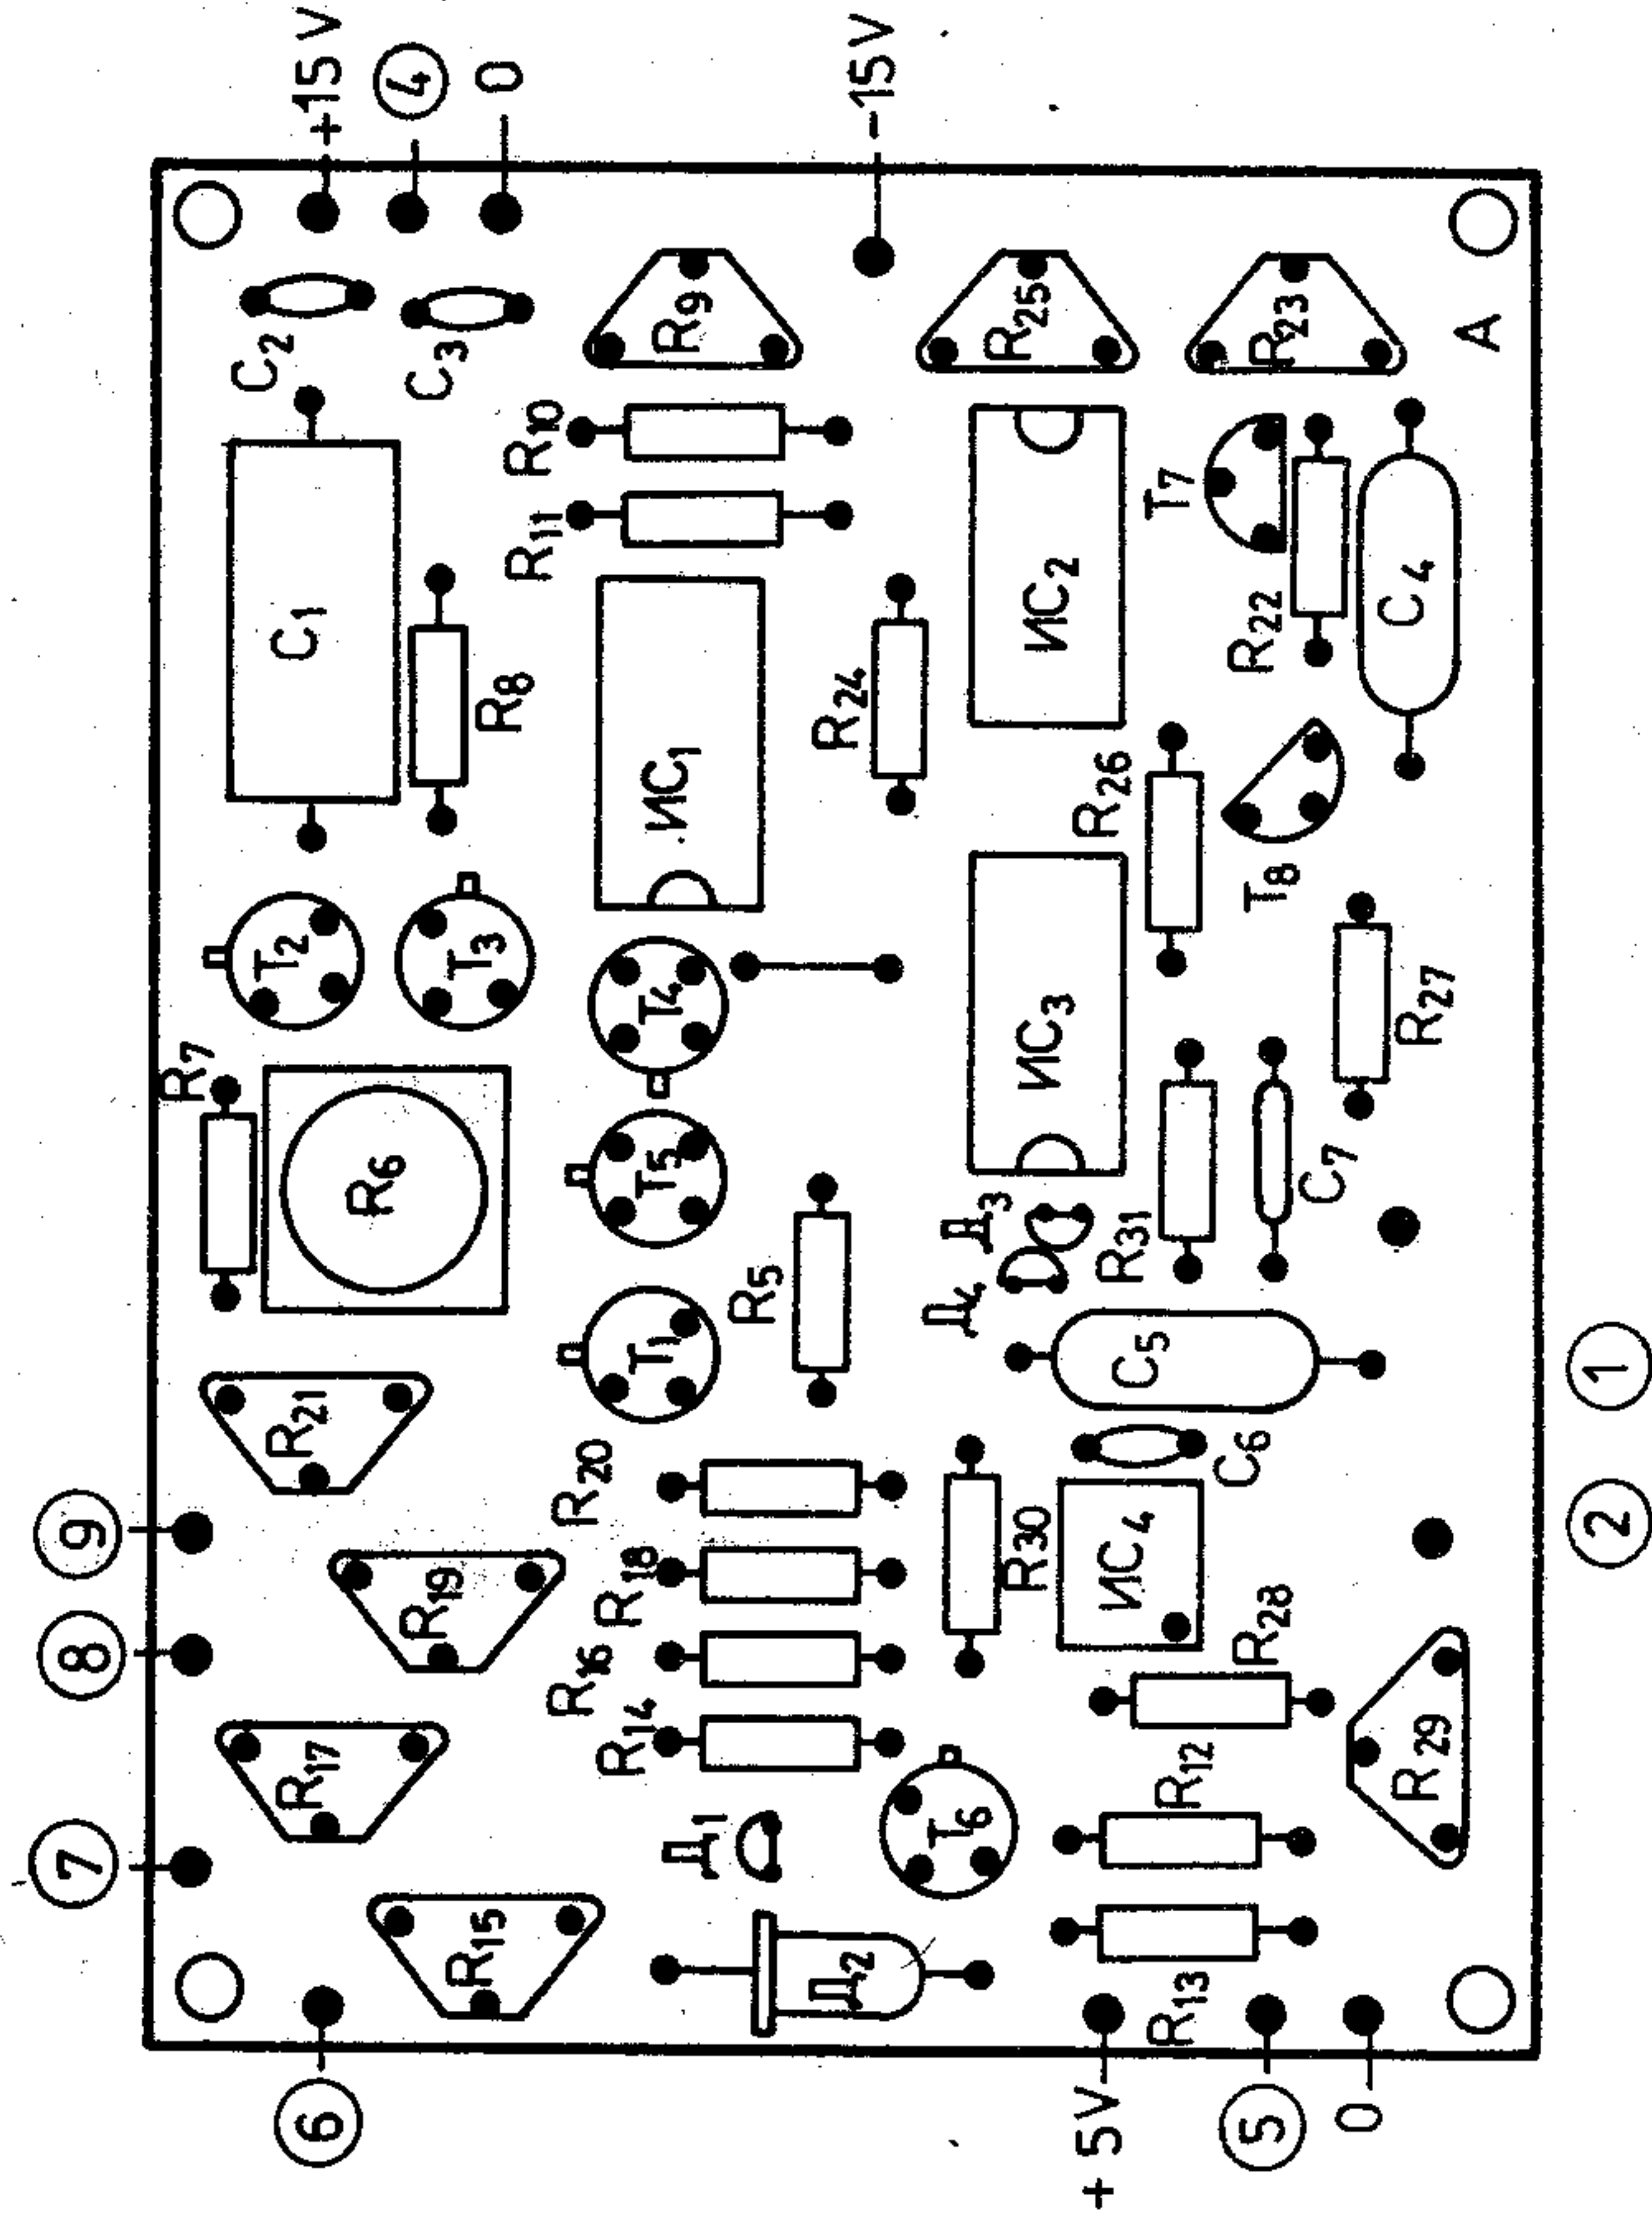 6 7 8 9
R15 R17 R19 R21 R7 R6 T2 T3 C1 R8 C2 C3 +15V 4 0
Д2 Д1 R14 R16 R18 R20 T1 T5 T4 ИС1 R11 R10 R9
T6 R30 R5 R24 -15V
+5V R13 R12 R28 ИС4 C6 C5 Д4 Д3 ИС3 R26 ИС2 R25
5 R31 C7 T8 R22 T7 R23
0 R29 R27 C4 A
2 1